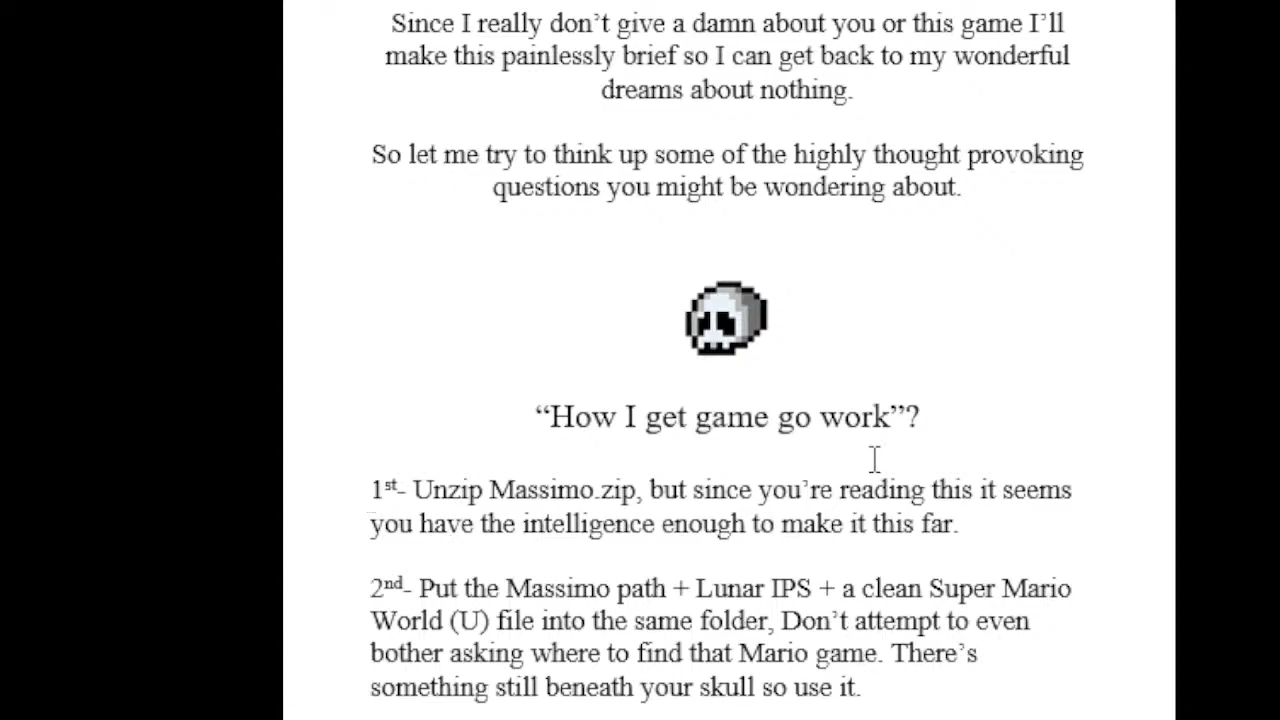 Since I really don’t give a damn about you or this game I’ll
make this painlessly brief so I can get back to my wonderful
dreams about nothing.
So let me try to think up some of the highly thought provoking
questions you might be wondering about.
“How I get game go work”?
1st- Unzip Massimo.zip, but since you’re reading this it seems
you have the intelligence enough to make it this far.
2nd- Put the Massimo path + Lunar IPS + a clean Super Mario
World (U) file into the same folder, Don’t attempt to even
bother asking where to find that Mario game. There’s
something still beneath your skull so use it.